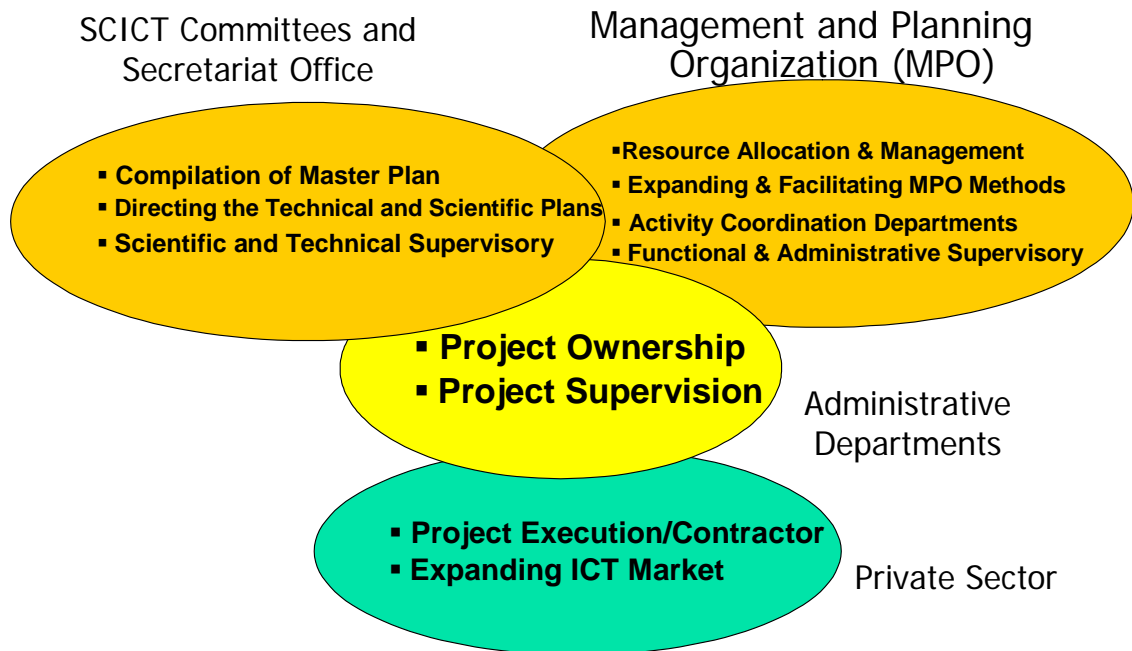 SCICT Committees and
Secretariat Office
Management and Planning
Organization (MPO)
▪ Compilation of Master Plan
▪ Directing the Technical and Scientific Plans
▪ Scientific and Technical Supervisory
▪Resource Allocation & Management
▪ Expanding & Facilitating MPO Methods
▪ Activity Coordination Departments
▪ Functional & Administrative Supervisory
▪ Project Ownership
▪ Project Supervision
Administrative
Departments
▪ Project Execution/Contractor
▪ Expanding ICT Market
Private Sector